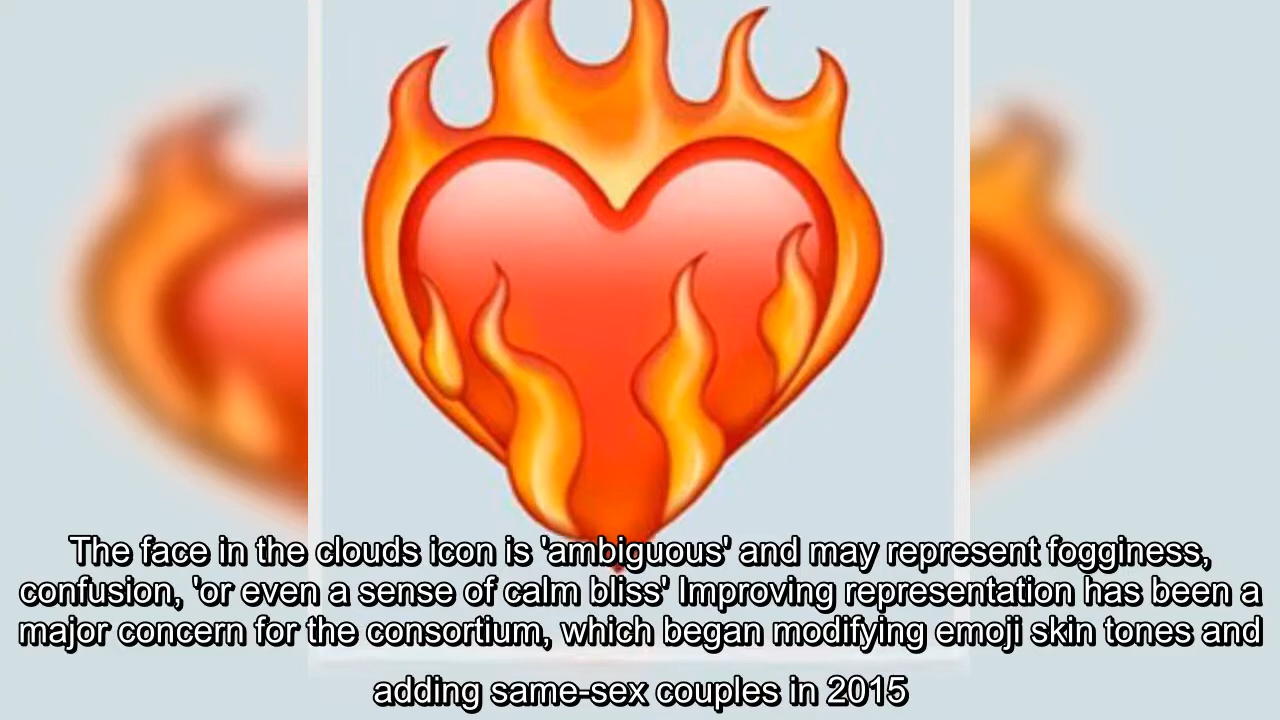 The face in the clouds icon is 'ambiguous' and may represent fogginess,
confusion, 'or even a sense of calm bliss' Improving representation has been a
major concern for the consortium, which began modifying emoji skin tones and
adding same-sex couples in 2015